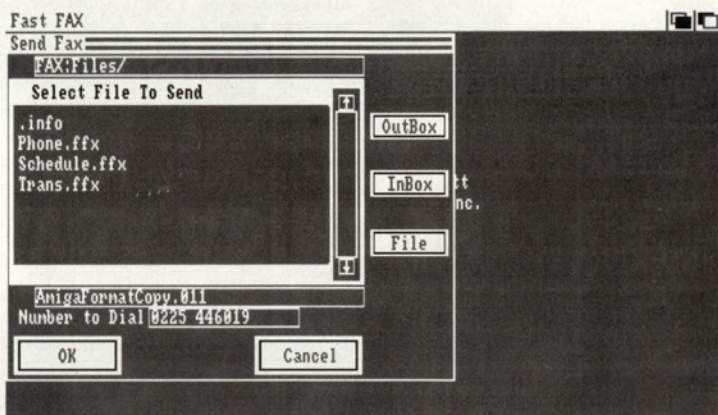 Fast FAX
Send Fax
FAX:Files/
Select File To Send
.info
Phone.ffx
Schedule.ffx
Trans.ffx
OutBox
InBox
tt
nc.
File
AmigaFormatCopy.011
Number to Dial 0225 446019
OK
Cancel